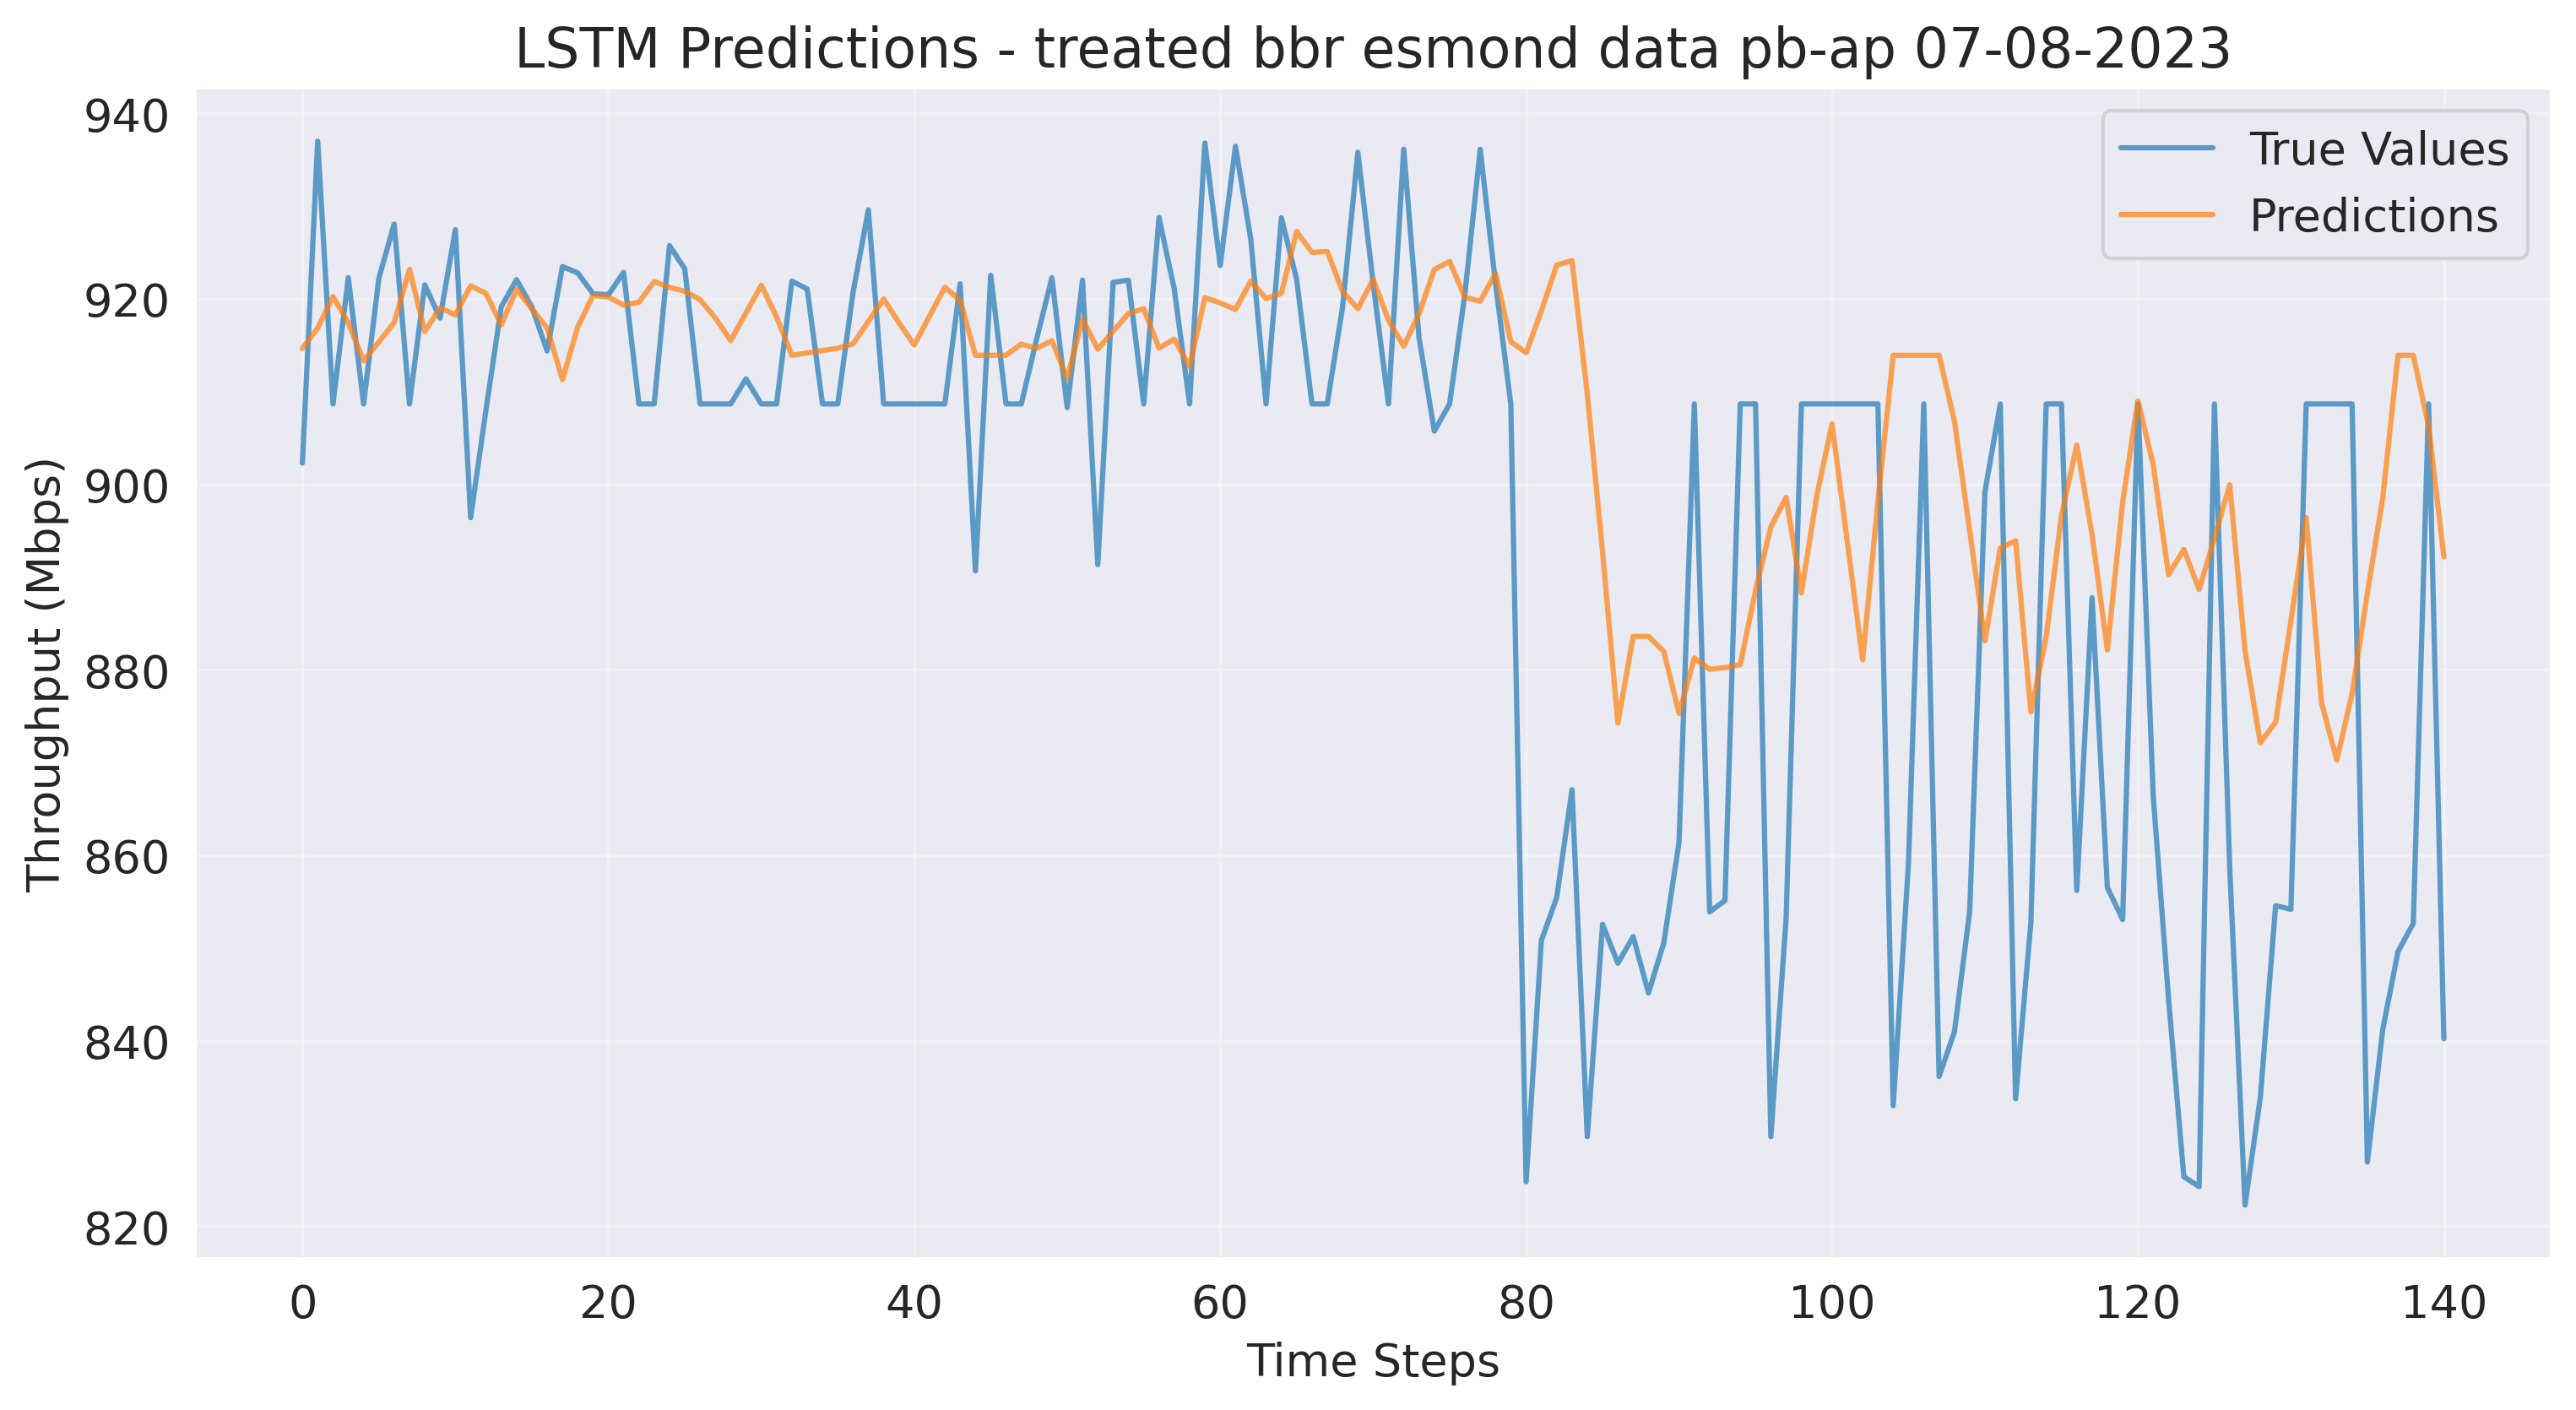 LSTM Predictions - treated bbr esmond data pb-ap 07-08-2023
True Values
Predictions
Throughput (Mbps)
940
920
900
880
860
840
820
0 20 40 60 80 100 120 140
Time Steps